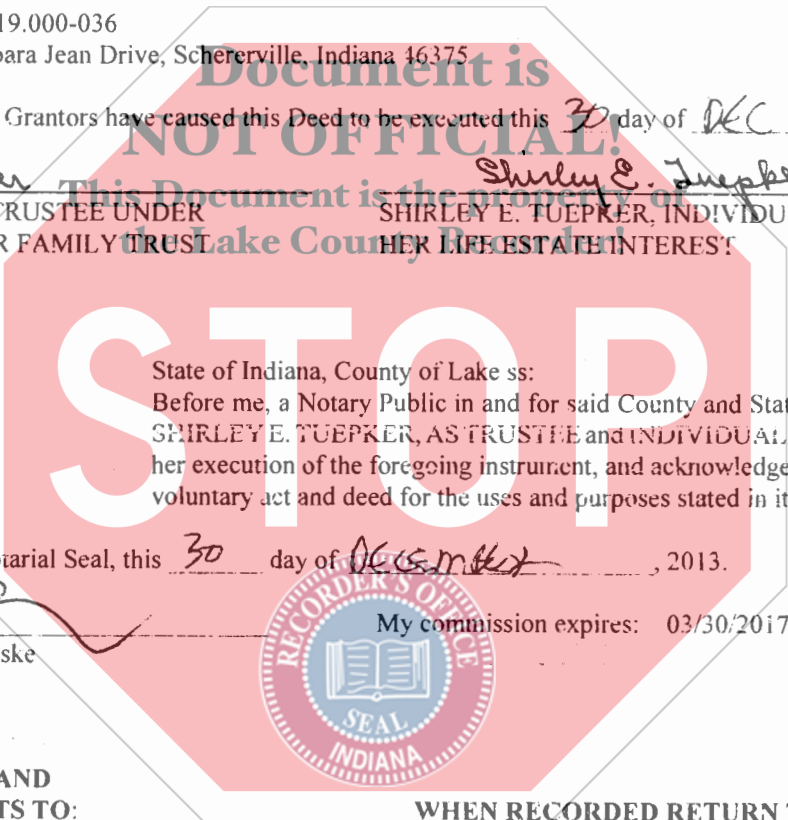 19.000-036
bara Jean Drive, Schererville, Indiana 46375
Document is
Grantors have caused this Deed to be executed this 30 day of DEC
NOT OFFICIAL!
Shirley E. Tuepke
This Document is the property of
TRUSTEE UNDER SHIRLEY E. TUEPKER, INDIVIDU
R FAMILY TRUST HER LIFE ESTATE INTEREST
the Lake County Recorder!
STOP
State of Indiana, County of Lake ss:
Before me, a Notary Public in and for said County and Stat
SHIRLEY E. TUEPKER, AS TRUSTEE and INDIVIDUAL
her execution of the foregoing instrument, and acknowledge
voluntary act and deed for the uses and purposes stated in it
tarial Seal, this 30 day of December, 2013.
My commission expires: 03/30/2017
ske
RECORDER'S OFFICE
SEAL
INDIANA
AND
TS TO:
WHEN RECORDED RETURN